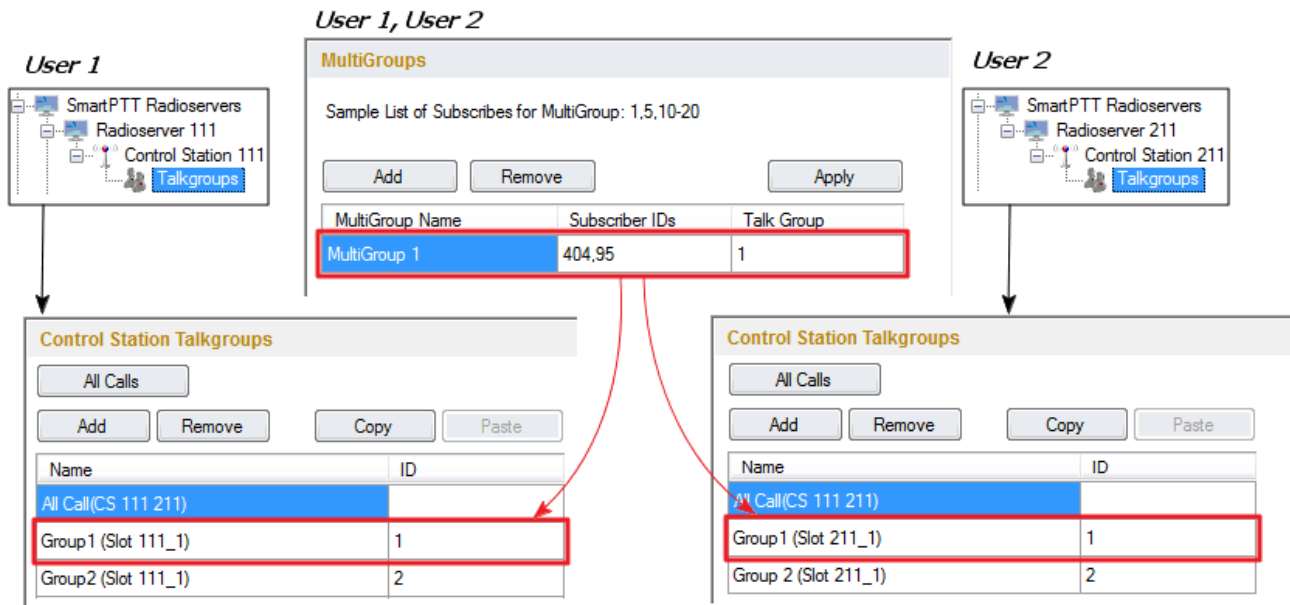 User 1, User 2
User 1
SmartPTT Radioservers
Radioserver 111
Control Station 111
Talkgroups
MultiGroups
Sample List of Subscribes for MultiGroup: 1,5,10-20
Add Remove Apply
MultiGroup Name Subscriber IDs Talk Group
MultiGroup 1 404,95 1
User 2
SmartPTT Radioservers
Radioserver 211
Control Station 211
Talkgroups
Control Station Talkgroups
All Calls
Add Remove Copy Paste
Name ID
All Call(CS 111 211)
Group1 (Slot 111_1) 1
Group2 (Slot 111_1) 2
Control Station Talkgroups
All Calls
Add Remove Copy Paste
Name ID
All Call(CS 111 211)
Group1 (Slot 211_1) 1
Group 2 (Slot 211_1) 2